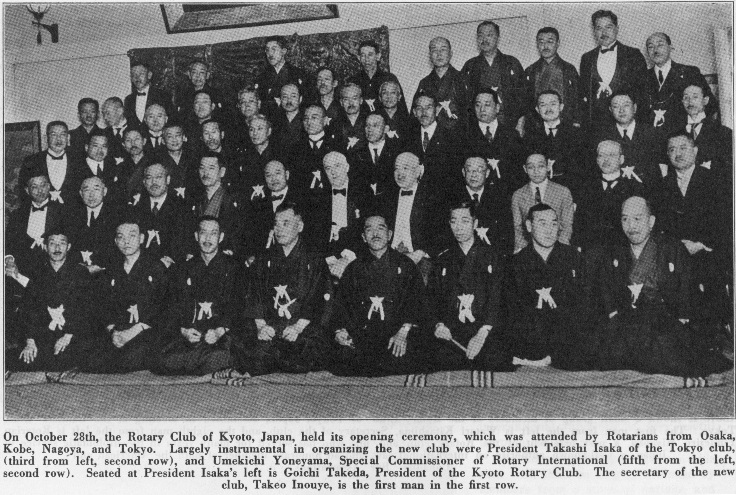 On October 28th, the Rotary Club of Kyoto, Japan, held its opening ceremony, which was attended by Rotarians from Osaka,
Kobe, Nagoya, and Tokyo. Largely instrumental in organizing the new club were President Takashi Isaka of the Tokyo club,
(third from left, second row), and Umekichi Yoneyama, Special Commissioner of Rotary International (fifth from the left,
second row). Seated at President Isaka's left is Goichi Takeda, President of the Kyoto Rotary Club. The secretary of the new
club, Takeo Inouye, is the first man in the first row.